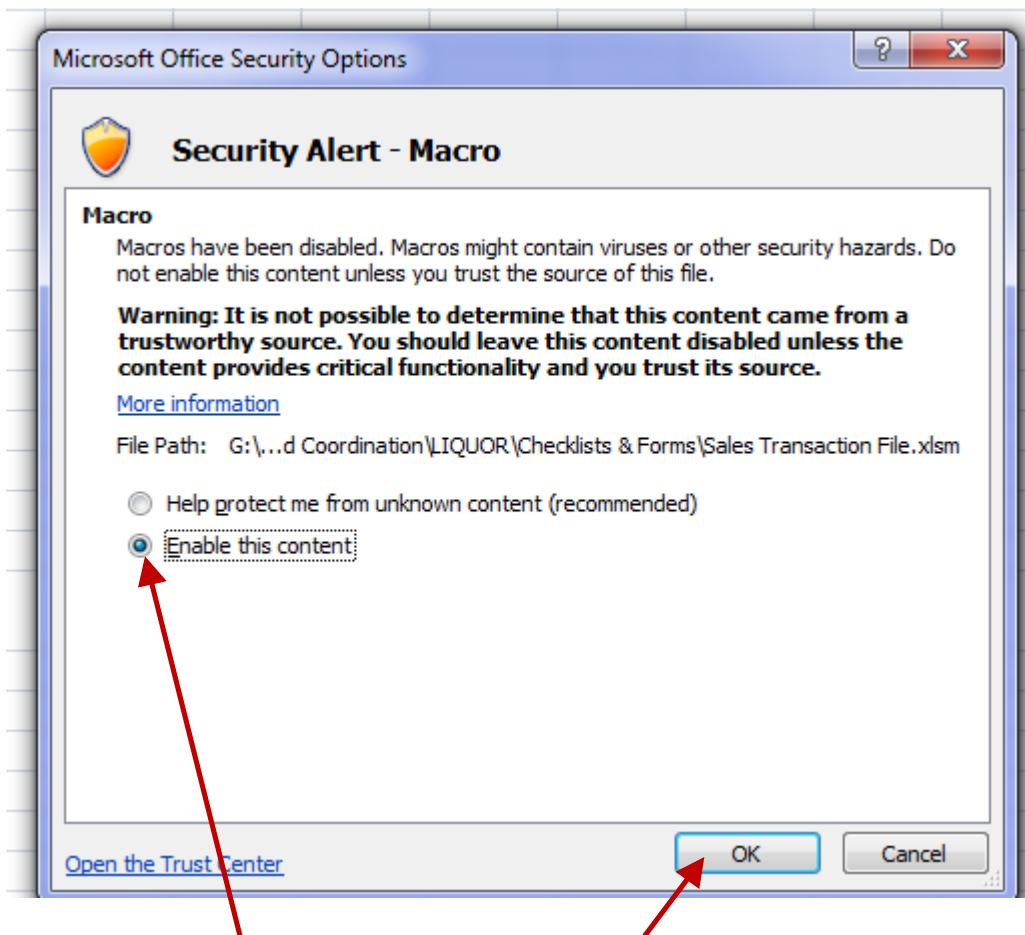 Microsoft Office Security Options
?
X
Security Alert - Macro
Macro
Macros have been disabled. Macros might contain viruses or other security hazards. Do
not enable this content unless you trust the source of this file.
Warning: It is not possible to determine that this content came from a
trustworthy source. You should leave this content disabled unless the
content provides critical functionality and you trust its source.
More information
File Path: G:\...d Coordination\LIQUOR\Checklists & Forms\Sales Transaction File.xlsm
Help protect me from unknown content (recommended)
Enable this content
Open the Trust Center
OK
Cancel